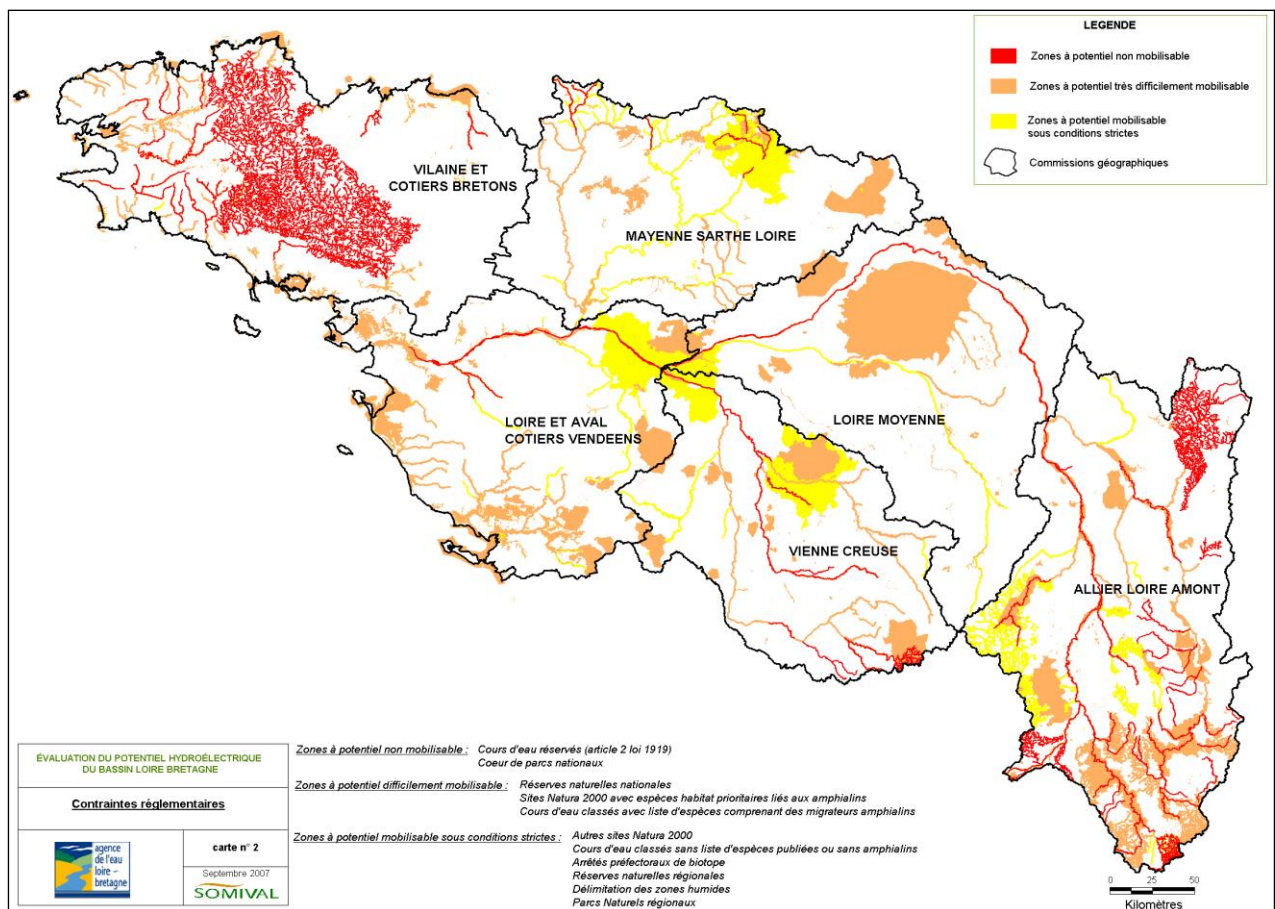 LEGENDE
Zones à potentiel non mobilisable
Zones à potentiel très difficilement mobilisable
Zones à potentiel mobilisable
sous conditions strictes
Commissions géographiques
VILAINE ET
COTIERS BRETONS
MAYENNE SARTHE LOIRE
LOIRE ET AVAL
COTIERS VENDEENS
LOIRE MOYENNE
VIENNE CREUSE
ALLIER LOIRE AMONT
ÉVALUATION DU POTENTIEL HYDROÉLECTRIQUE
DU BASSIN LOIRE BRETAGNE
Contraintes réglementaires
agence
de l'eau
loire –
bretagne
carte n° 2
Septembre 2007
SOMIVAL
Zones à potentiel non mobilisable : Cours d'eau réservés (article 2 loi 1919)
Coeur de parcs nationaux
Zones à potentiel difficilement mobilisable : Réserves naturelles nationales
Sites Natura 2000 avec espèces habitat prioritaires liés aux amphialins
Cours d'eau classés avec liste d'espèces comprenant des migrateurs amphialins
Zones à potentiel mobilisable sous conditions strictes : Autres sites Natura 2000
Cours d'eau classés sans liste d'espèces publiées ou sans amphialins
Arrêtés préfectoraux de biotope
Réserves naturelles régionales
Délimitation des zones humides
Parcs Naturels régionaux
0 25 50
Kilomètres